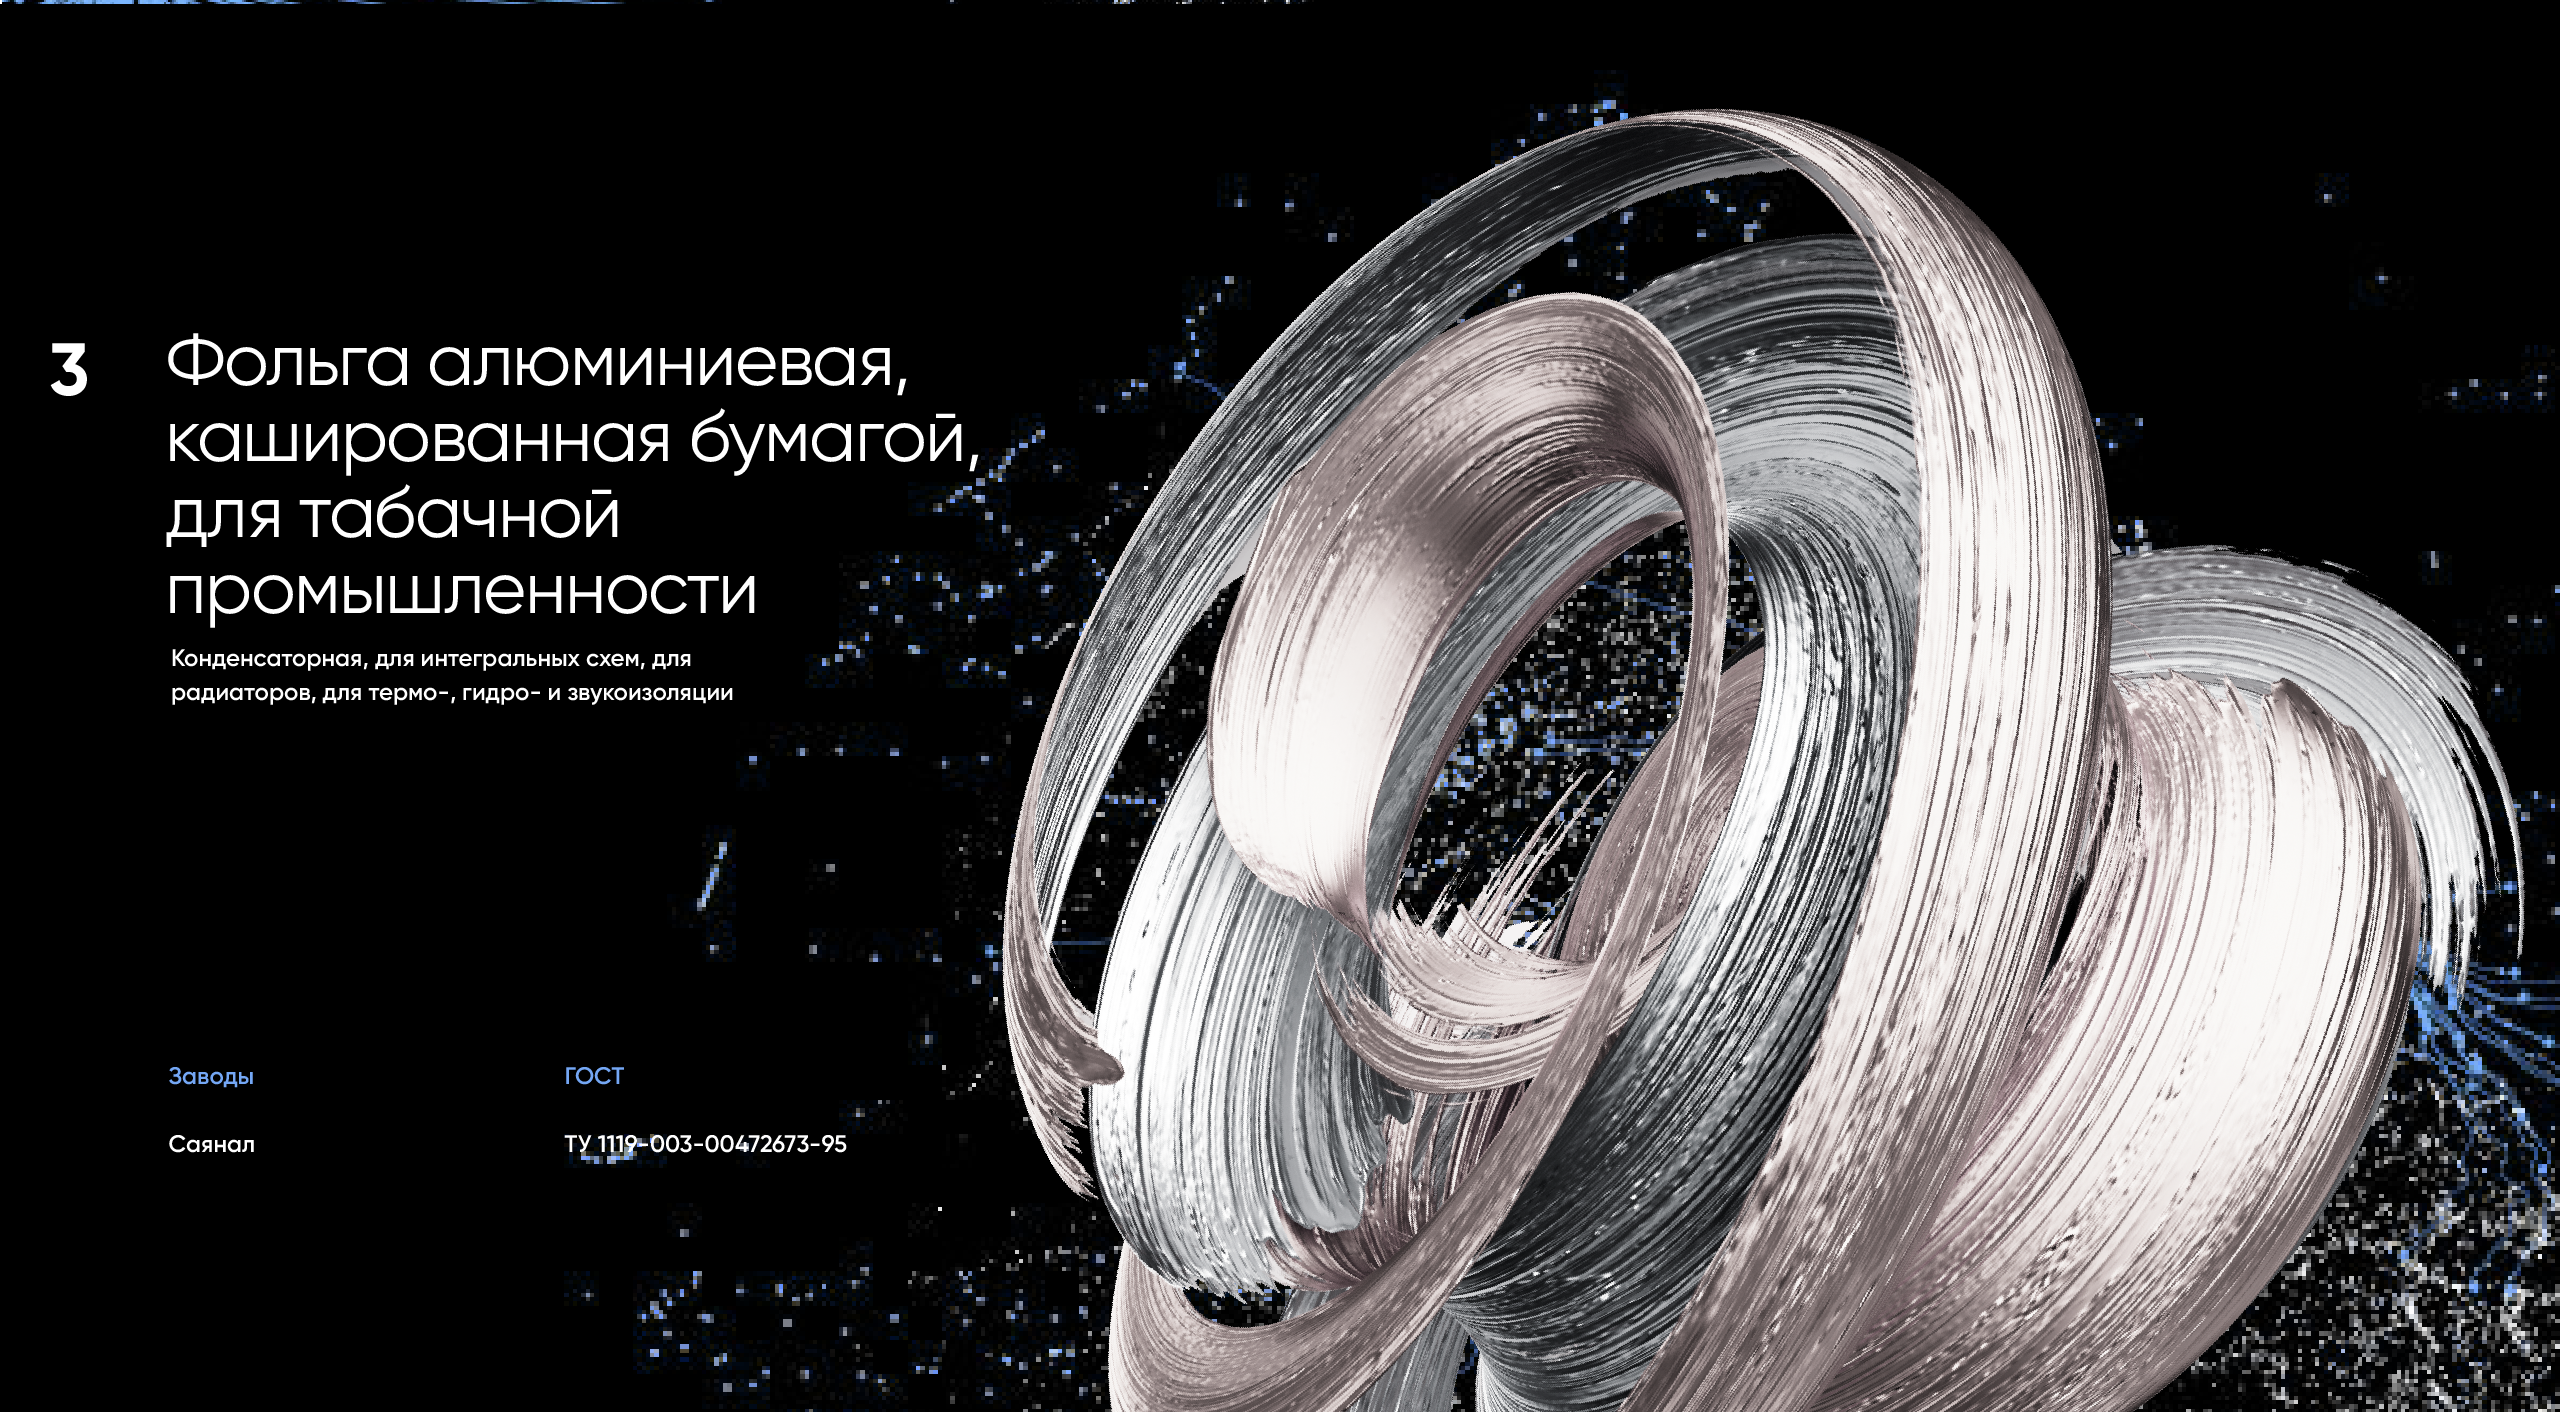 3
Фольга алюминиевая,
кашированная бумагой,
для табачной
промышленности
Конденсаторная, для интегральных схем, для
радиаторов, для термо-, гидро- и звукоизоляции
Заводы
ГОСТ
Саянал
ТУ 1119-003-00472673-95